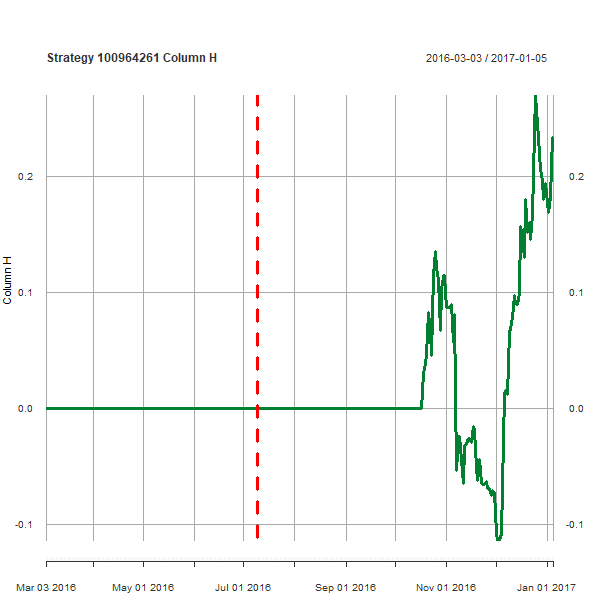 Strategy 100964261 Column H
2016-03-03 / 2017-01-05
Column H
0.2
0.2
0.1
0.1
0.0
0.0
-0.1
-0.1
Mar 03 2016
May 01 2016
Jul 01 2016
Sep 01 2016
Nov 01 2016
Jan 01 2017